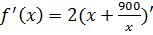 f′(x) = 2(x + 900/x)′